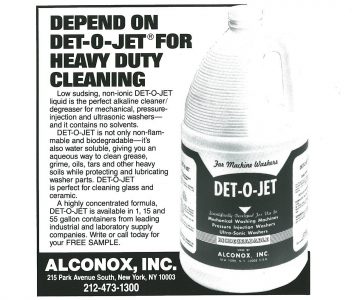 DEPEND ON
DET-O-JET® FOR
HEAVY DUTY
CLEANING
Low sudsing, non-ionic DET-O-JET
liquid is the perfect alkaline cleaner/
degreaser for mechanical, pressure-
injection and ultrasonic washers—
and it contains no solvents.
DET-O-JET is not only non-flam-
mable and biodegradable—it's
also water soluble, giving you an
aqueous way to clean grease,
grime, oils, tars and other heavy
soils while protecting and lubricating
washer parts. DET-O-JET
is perfect for cleaning glass and
ceramic.
A highly concentrated formula,
DET-O-JET is available in 1, 15 and
55 gallon containers from leading
industrial and laboratory supply
companies. Write or call today for
your FREE SAMPLE.
ALCONOX, INC.
215 Park Avenue South, New York, NY 10003
212-473-1300
For Machine Washers
DET-O-JET
Scientifically Developed for Use In
Mechanical Washing Machines
Pressure Injection Washers
Ultra-Sonic Washers
BIODEGRADABLE
ALCONOX, INC.
NEW YORK, N.Y.